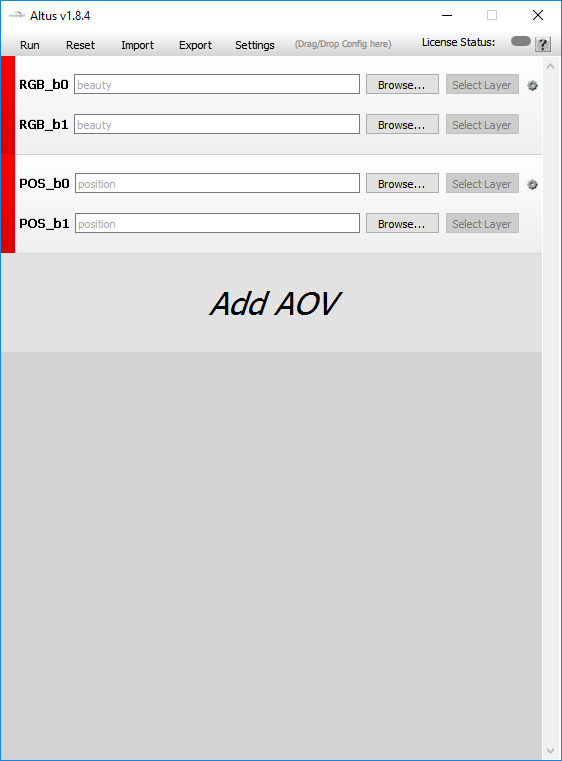 Altus v1.8.4
Run Reset Import Export Settings (Drag/Drop Config here) License Status: ?
RGB_b0 beauty Browse... Select Layer
RGB_b1 beauty Browse... Select Layer
POS_b0 position Browse... Select Layer
POS_b1 position Browse... Select Layer
Add AOV